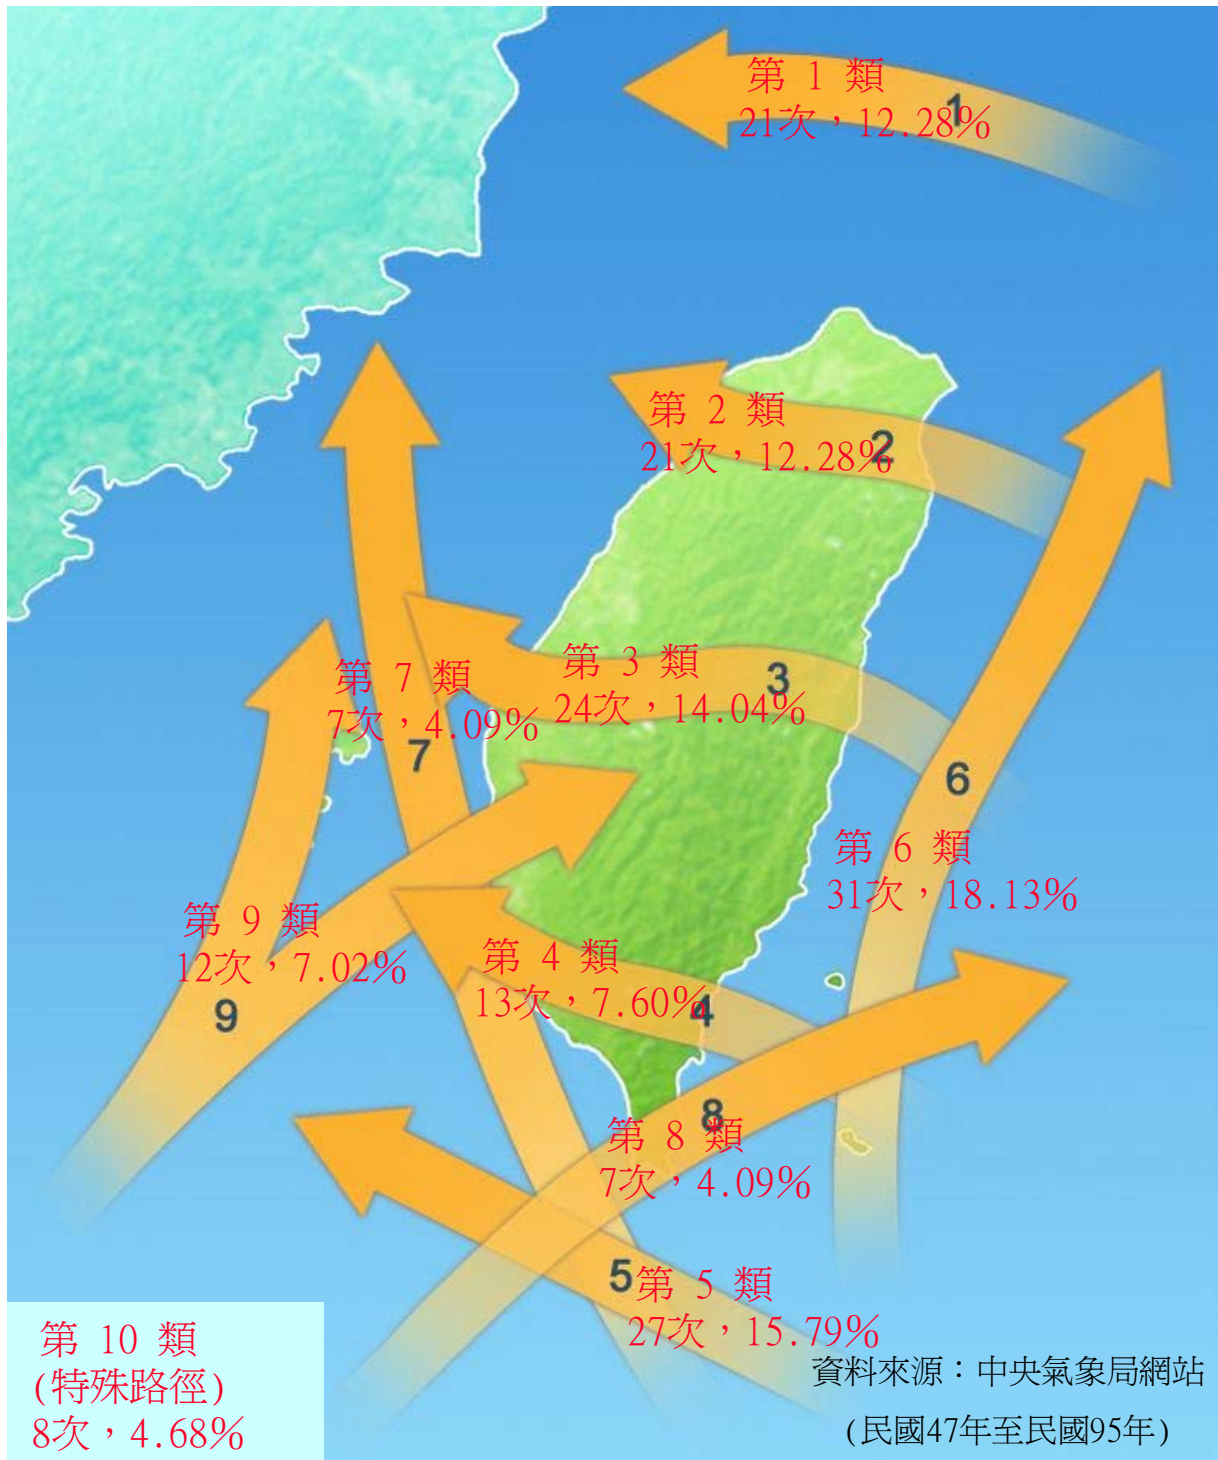 第 1 類
21次，12.28%
1
第 2 類
21次，12.28%
2
第 3 類
24次，14.04%
3
第 7 類
7次，4.09%
7
6
第 6 類
31次，18.13%
第 9 類
12次，7.02%
9
第 4 類
13次，7.60%
4
8
第 8 類
7次，4.09%
5
第 5 類
27次，15.79%
第 10 類
(特殊路徑)
8次，4.68%
資料來源：中央氣象局網站
(民國47年至民國95年)